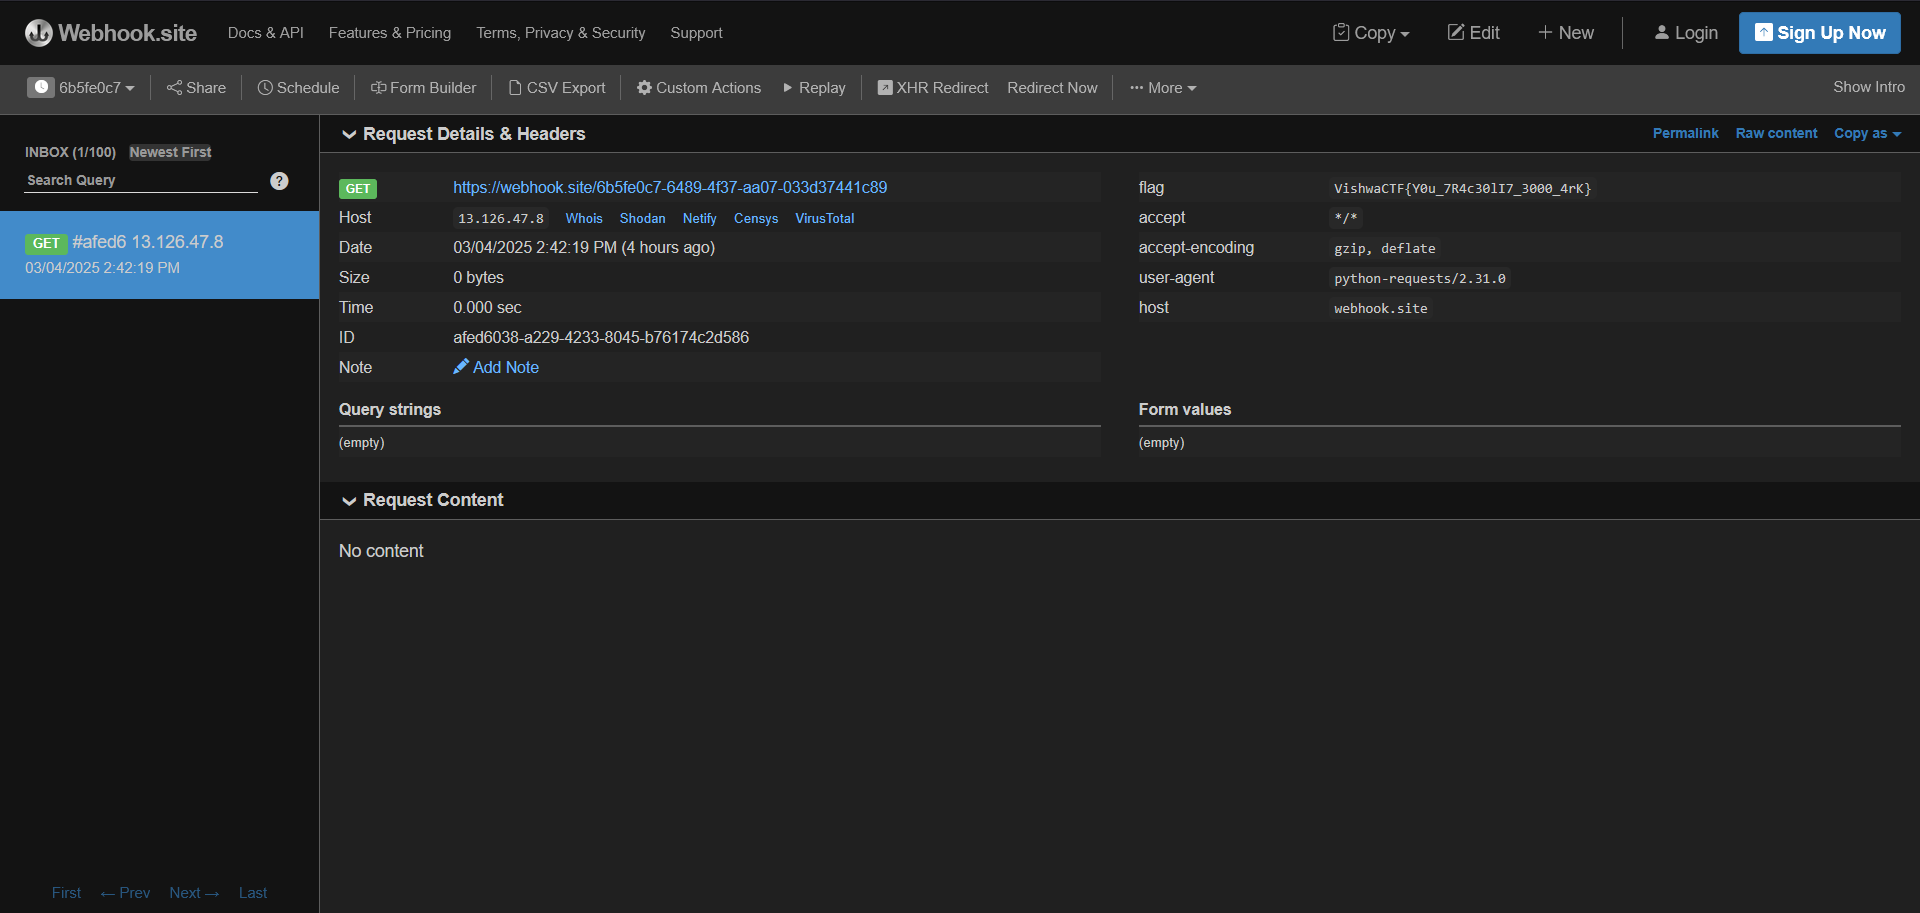 Webhook.site Docs & API Features & Pricing Terms, Privacy & Security Support Copy Edit New Login Sign Up Now
6b5fe0c7 Share Schedule Form Builder CSV Export Custom Actions Replay XHR Redirect Redirect Now More Show Intro
INBOX (1/100) Newest First
Search Query ?
GET #afed6 13.126.47.8
03/04/2025 2:42:19 PM
First ← Prev Next → Last
Request Details & Headers Permalink Raw content Copy as
GET https://webhook.site/6b5fe0c7-6489-4f37-aa07-033d37441c89
Host 13.126.47.8 Whois Shodan Netify Censys VirusTotal
Date 03/04/2025 2:42:19 PM (4 hours ago)
Size 0 bytes
Time 0.000 sec
ID afed6038-a229-4233-8045-b76174c2d586
Note Add Note
flag VishwaCTF{Y0u_7R4c30lI7_3000_4rK}
accept */*
accept-encoding gzip, deflate
user-agent python-requests/2.31.0
host webhook.site
Query strings
(empty)
Form values
(empty)
Request Content
No content